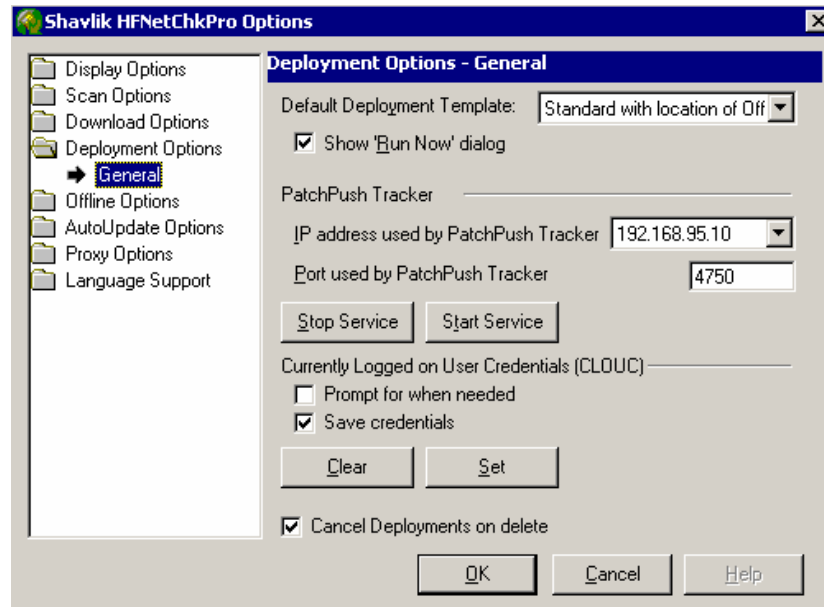 Shavlik HFNetChkPro Options
Display Options
Scan Options
Download Options
Deployment Options
General
Offline Options
AutoUpdate Options
Proxy Options
Language Support
Deployment Options - General
Default Deployment Template: Standard with location of Off
Show 'Run Now' dialog
PatchPush Tracker
IP address used by PatchPush Tracker 192.168.95.10
Port used by PatchPush Tracker 4750
Stop Service Start Service
Currently Logged on User Credentials (CLOUC)
Prompt for when needed
Save credentials
Clear Set
Cancel Deployments on delete
OK Cancel Help